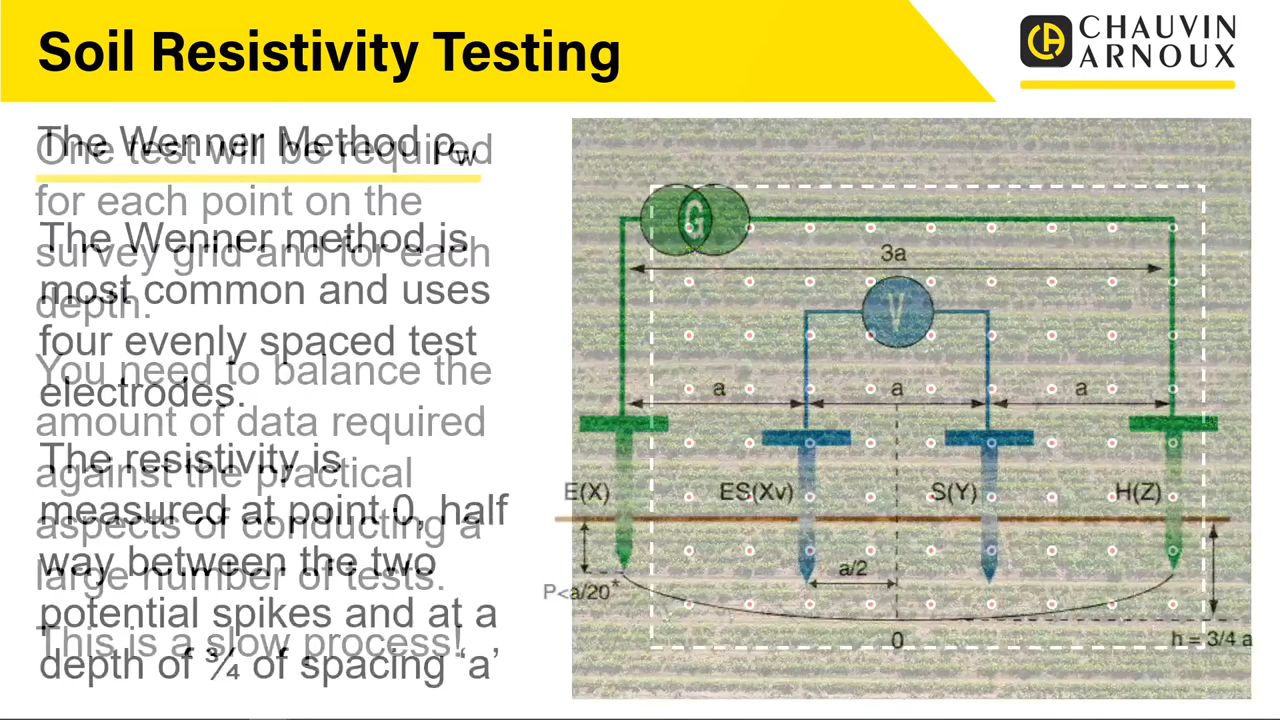 Soil Resistivity Testing
CHAUVIN
ARNOUX
The Wenner Method ρw
The Wenner method is
most common and uses
four evenly spaced test
electrodes.
The resistivity is
measured at point 0, half
way between the two
potential spikes and at a
depth of ¾ of spacing ‘a’
One test will be required
for each point on the
survey grid and for each
depth.
You need to balance the
amount of data required
against the practical
aspects of conducting a
large number of tests.
This is a slow process!
G
3a
V
a a a
E(X) ES(Xv) S(Y) H(Z)
a/2
P<a/20*
0
h = 3/4 a